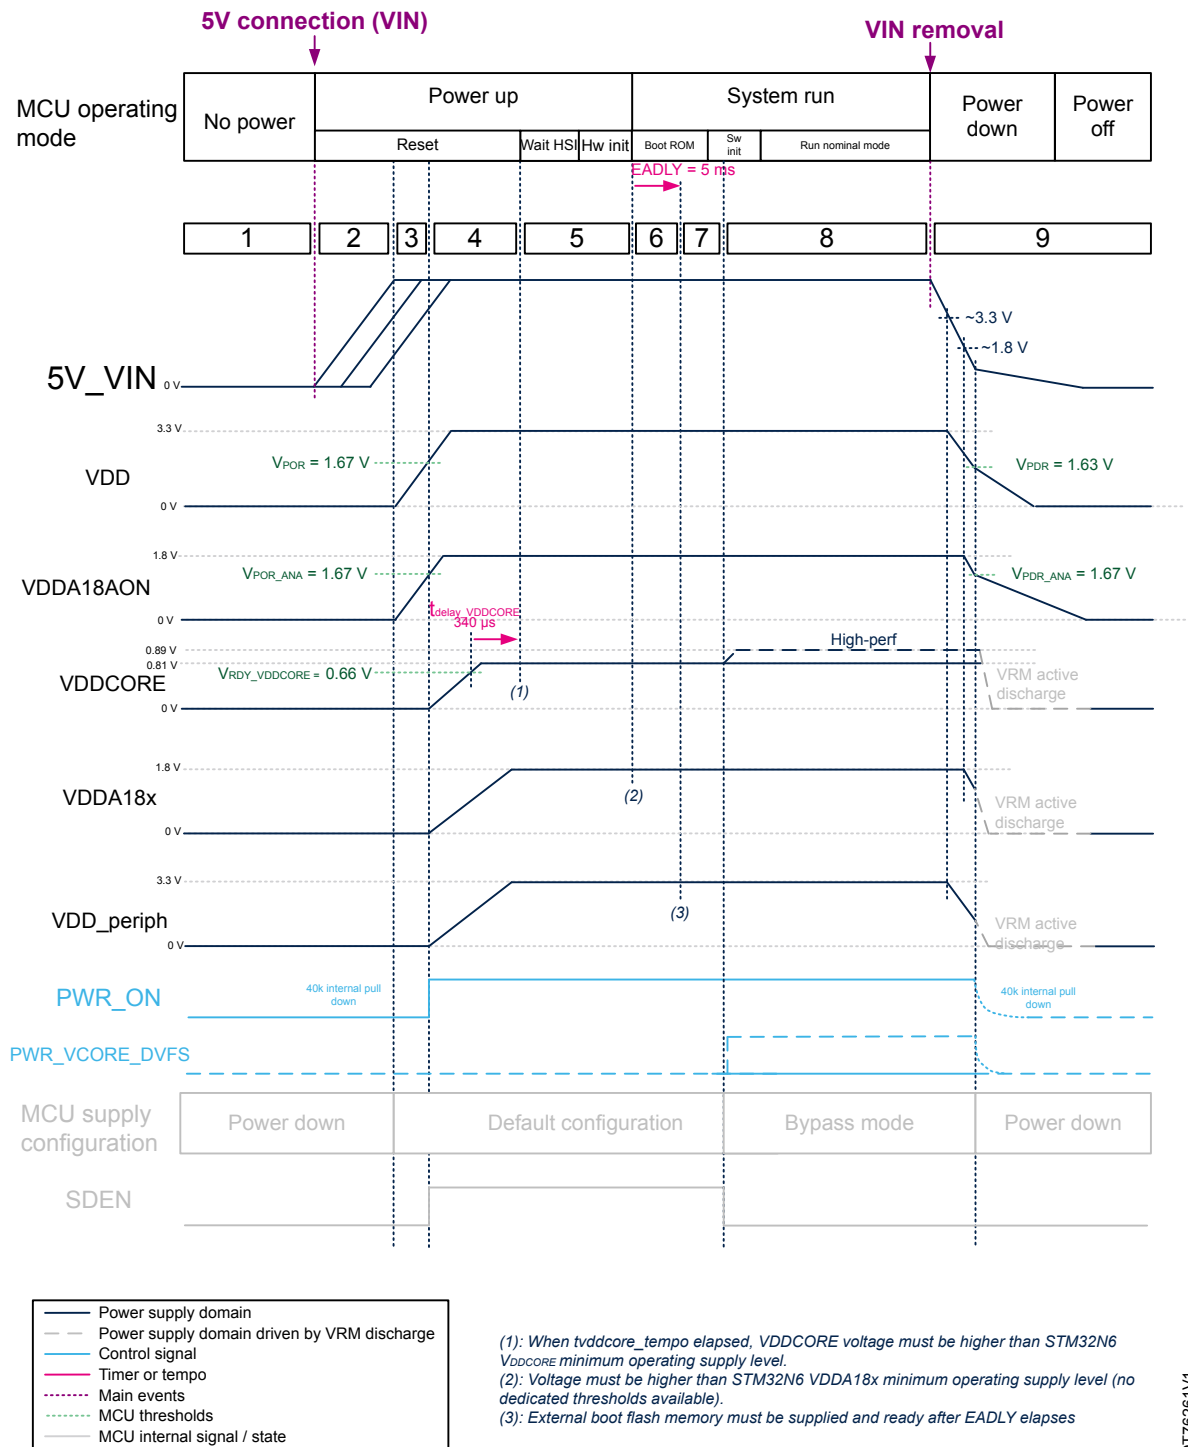 5V connection (VIN)
VIN removal
MCU operating
mode
No power
Power up
System run
Power
down
Power
off
Reset
Wait HSI
Hw init
Boot ROM
Sw
init
Run nominal mode
EADLY = 5 ms
1 2 3 4 5 6 7 8 9
~3.3 V
~1.8 V
5V_VIN
0 V
3.3 V
VPOR = 1.67 V
VPDR = 1.63 V
VDD
0 V
1.8 V
VPOR_ANA = 1.67 V
VPDR_ANA = 1.67 V
VDDA18AON
0 V
tdelay_VDDCORE
340 µs
High-perf
0.89 V
0.81 V
VRDY_VDDCORE = 0.66 V
VDDCORE
(1)
VRM active
discharge
0 V
1.8 V
VDDA18x
(2)
VRM active
discharge
0 V
3.3 V
VDD_periph
(3)
VRM active
discharge
0 V
PWR_ON
40k internal pull
down
40k internal pull
down
PWR_VCORE_DVFS
MCU supply
configuration
Power down
Default configuration
Bypass mode
Power down
SDEN
Power supply domain
Power supply domain driven by VRM discharge
Control signal
Timer or tempo
Main events
MCU thresholds
MCU internal signal / state
(1): When tvddcore_tempo elapsed, VDDCORE voltage must be higher than STM32N6
VDDCORE minimum operating supply level.
(2): Voltage must be higher than STM32N6 VDDA18x minimum operating supply level (no
dedicated thresholds available).
(3): External boot flash memory must be supplied and ready after EADLY elapses